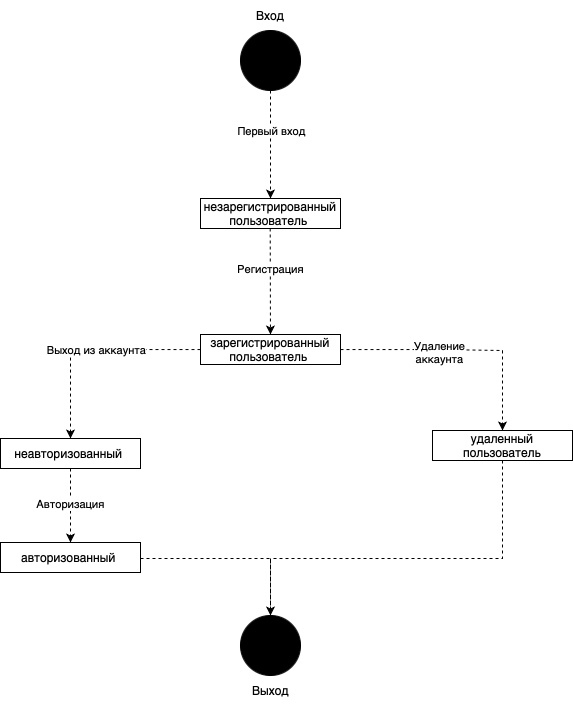 Вход
Первый вход
незарегистрированный
пользователь
Регистрация
зарегистрированный
пользователь
Выход из аккаунта
Удаление
аккаунта
неавторизованный
удаленный
пользователь
Авторизация
авторизованный
Выход